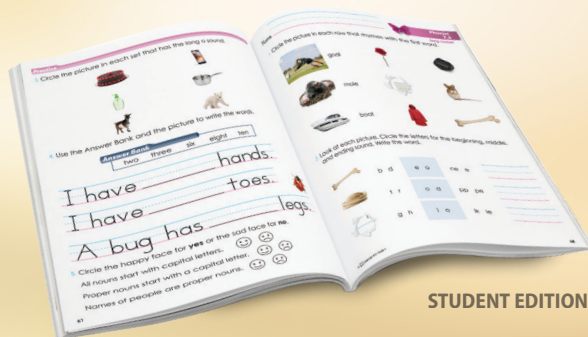 Practice
3. Circle the picture in each set that has the long o sound.
4. Use the Answer Bank and the picture to write the words.
Answer Bank
two three six eight ten
I have hands.
I have toes.
A bug has legs.
5. Circle the happy face for yes or the sad face for no.
All nouns start with capital letters.
Proper nouns start with a capital letter.
Names of people are proper nouns.
Name
Phonics
1. Circle the picture in each row that rhymes with the first word.
goal
mole
boat
2. Look at each picture. Circle the letters for the beginning, middle, and ending sound. Write the word.
STUDENT EDITION